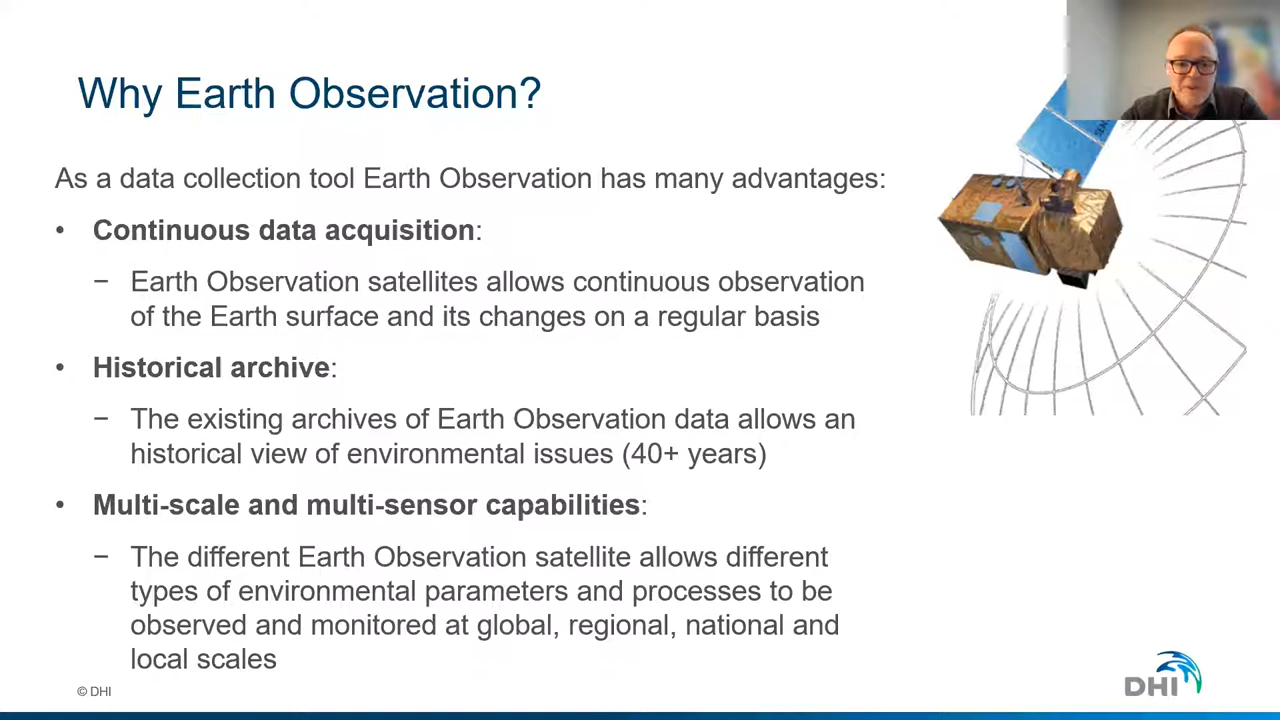 Why Earth Observation?
As a data collection tool Earth Observation has many advantages:
• Continuous data acquisition:
− Earth Observation satellites allows continuous observation
of the Earth surface and its changes on a regular basis
• Historical archive:
− The existing archives of Earth Observation data allows an
historical view of environmental issues (40+ years)
• Multi-scale and multi-sensor capabilities:
− The different Earth Observation satellite allows different
types of environmental parameters and processes to be
observed and monitored at global, regional, national and
local scales
© DHI
DHI